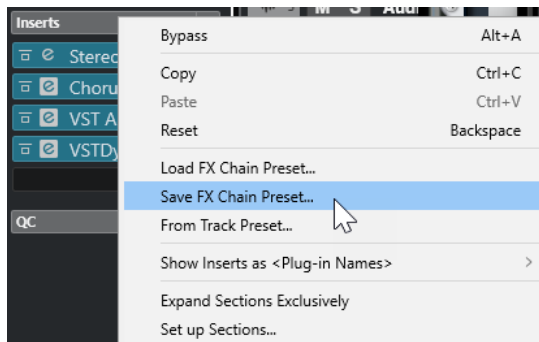 Inserts
M S
Bypass Alt+A
e Stereo
Copy Ctrl+C
e Choru
Paste Ctrl+V
e VST A
Reset Backspace
e VSTDy
Load FX Chain Preset...
Save FX Chain Preset...
QC
From Track Preset...
Show Inserts as <Plug-in Names> >
Expand Sections Exclusively
Set up Sections...